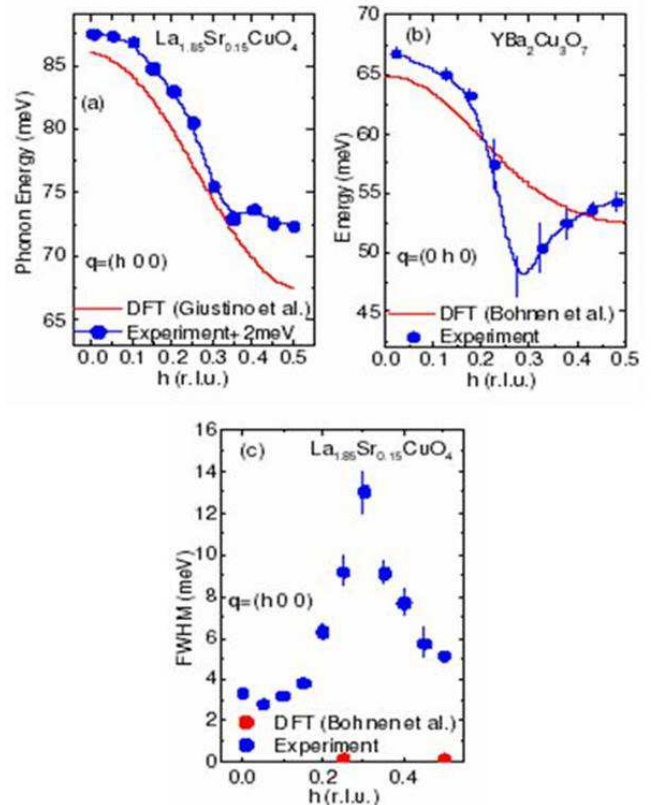 La1.85Sr0.15CuO4
(a)
Phonon Energy (meV)
85
80
75
70
65
q=(h 0 0)
DFT (Giustino et al.)
Experiment+ 2meV
0.0 0.1 0.2 0.3 0.4 0.5
h (r.l.u.)
(b) YBa2Cu3O7
Energy (meV)
70
65
60
55
50
45
q=(0 h 0)
DFT (Bohnen et al.)
Experiment
0.0 0.1 0.2 0.3 0.4 0.5
h (r.l.u.)
(c) La1.85Sr0.15CuO4
FWHM (meV)
16
14
12
10
8
6
4
2
0
q=(h 0 0)
DFT (Bohnen et al.)
Experiment
0.0 0.2 0.4
h (r.l.u.)